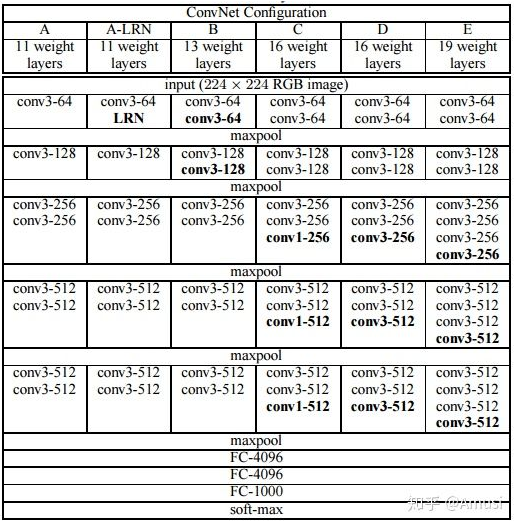 ConvNet Configuration
A A-LRN B C D E
11 weight 11 weight 13 weight 16 weight 16 weight 19 weight
layers layers layers layers layers layers
input (224 × 224 RGB image)
conv3-64 conv3-64 conv3-64 conv3-64 conv3-64 conv3-64
LRN conv3-64 conv3-64 conv3-64 conv3-64
maxpool
conv3-128 conv3-128 conv3-128 conv3-128 conv3-128 conv3-128
conv3-128 conv3-128 conv3-128 conv3-128
maxpool
conv3-256 conv3-256 conv3-256 conv3-256 conv3-256 conv3-256
conv3-256 conv3-256 conv3-256 conv3-256 conv3-256 conv3-256
conv1-256 conv3-256 conv3-256
conv3-256
maxpool
conv3-512 conv3-512 conv3-512 conv3-512 conv3-512 conv3-512
conv3-512 conv3-512 conv3-512 conv3-512 conv3-512 conv3-512
conv1-512 conv3-512 conv3-512
conv3-512
maxpool
conv3-512 conv3-512 conv3-512 conv3-512 conv3-512 conv3-512
conv3-512 conv3-512 conv3-512 conv3-512 conv3-512 conv3-512
conv1-512 conv3-512 conv3-512
conv3-512
maxpool
FC-4096
FC-4096
FC-1000
soft-max
知乎 @Amusi